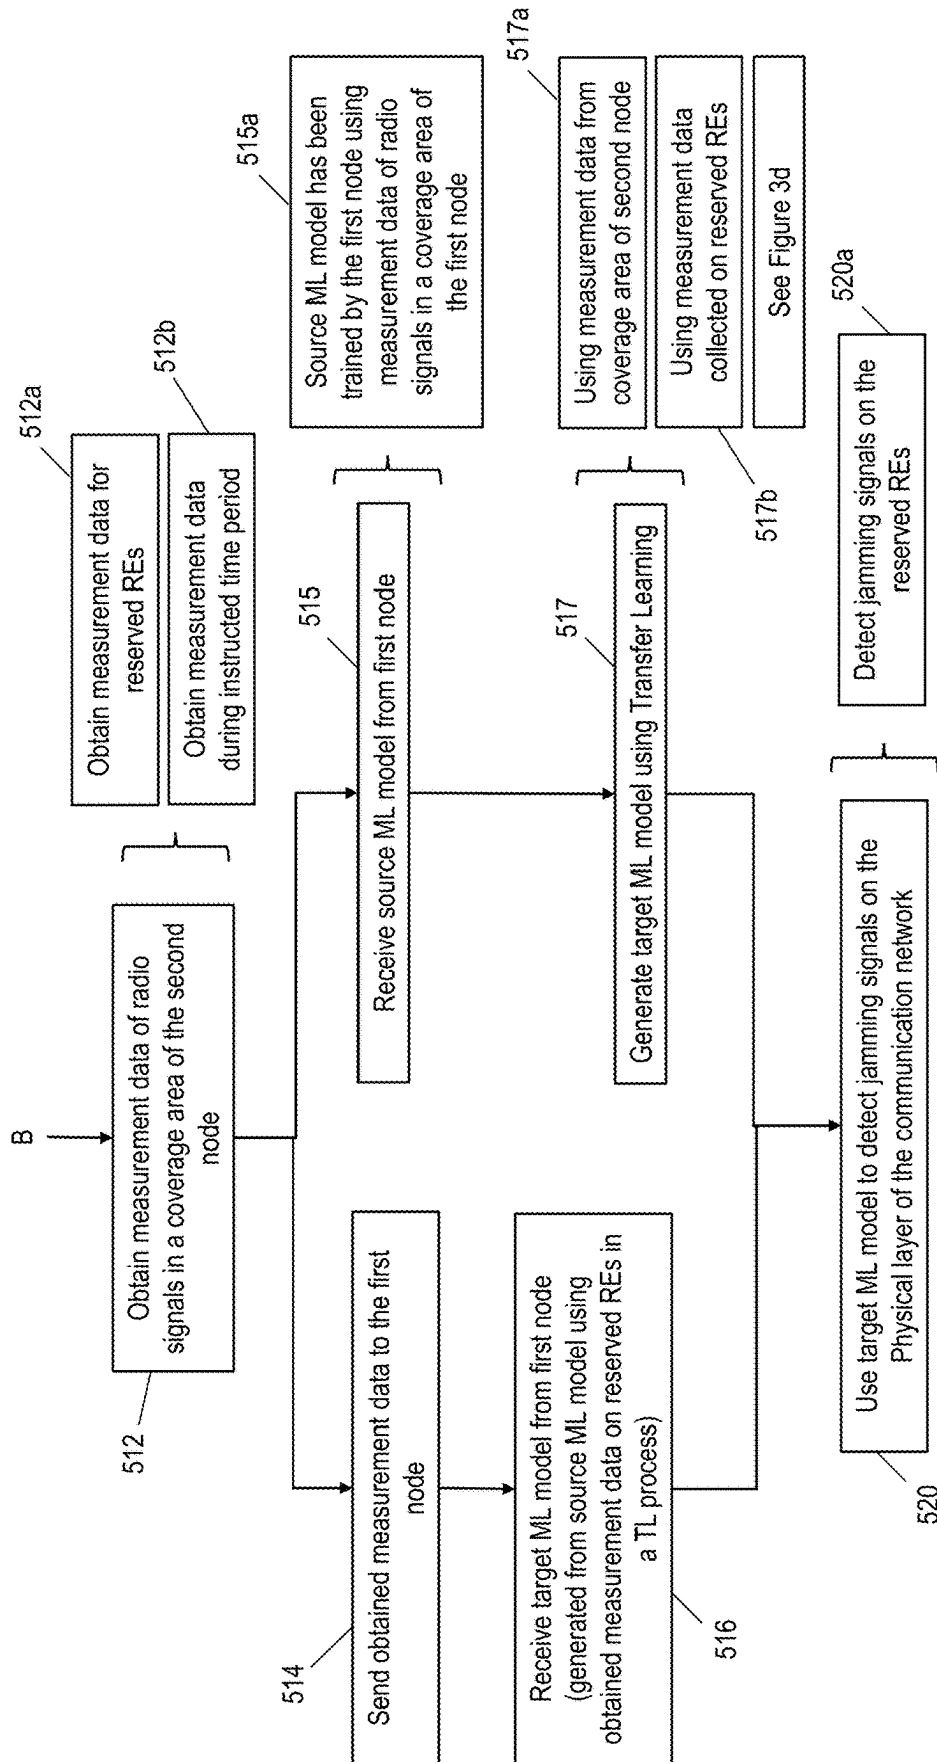 B
Obtain measurement data of radio
signals in a coverage area of the second
node
512
Obtain measurement data for
reserved REs
512a
Obtain measurement data
during instructed time period
512b
Send obtained measurement data to the first
node
514
Receive source ML model from first node
515
Source ML model has been
trained by the first node using
measurement data of radio
signals in a coverage area of
the first node
515a
Receive target ML model from first node
(generated from source ML model using
obtained measurement data on reserved REs in
a TL process)
516
Generate target ML model using Transfer Learning
517
Using measurement data from
coverage area of second node
517a
Using measurement data
collected on reserved REs
517b
See Figure 3d
Use target ML model to detect jamming signals on the
Physical layer of the communication network
520
Detect jamming signals on the
reserved REs
520a